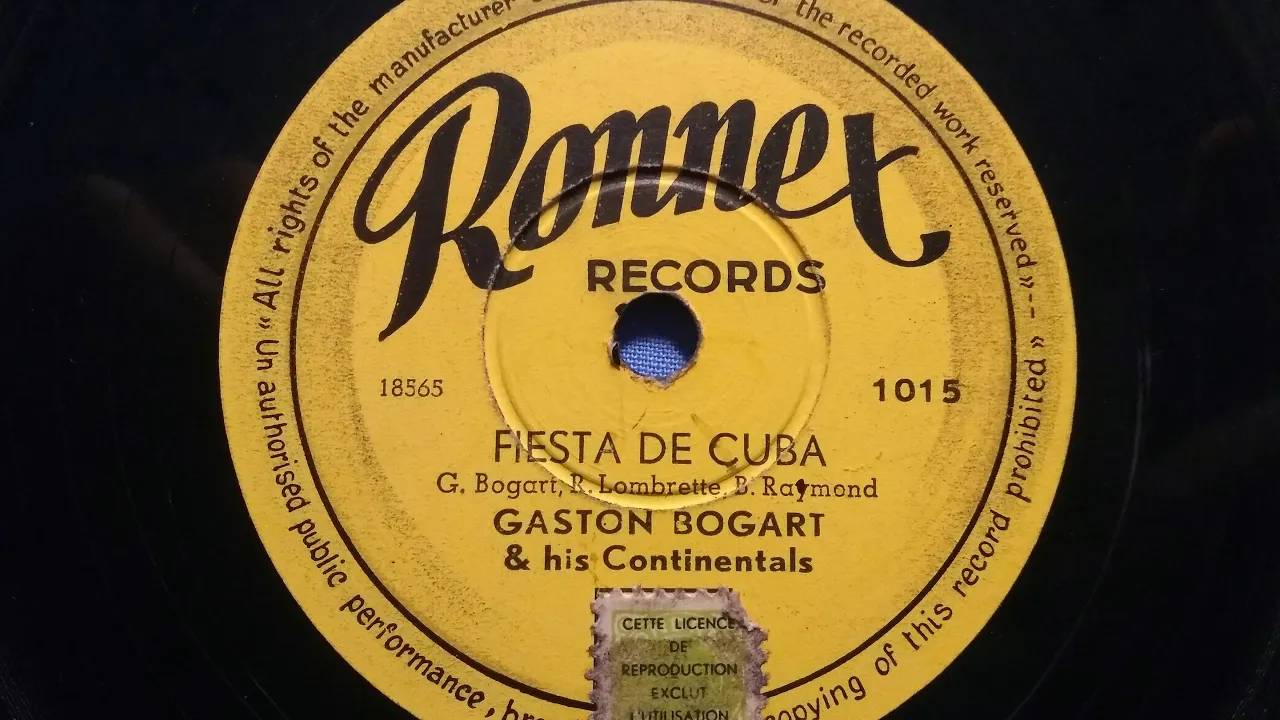 « All rights of the manufacturer
of the recorded work reserved »--
Ronnex
RECORDS
18565
1015
FIESTA DE CUBA
G. Bogart, R. Lombrette, B. Raymond
GASTON BOGART
& his Continentals
CETTE LICENCE
DE
REPRODUCTION
EXCLUT
L'UTILISATION
un authorised public performance,
copying of this record prohibited »